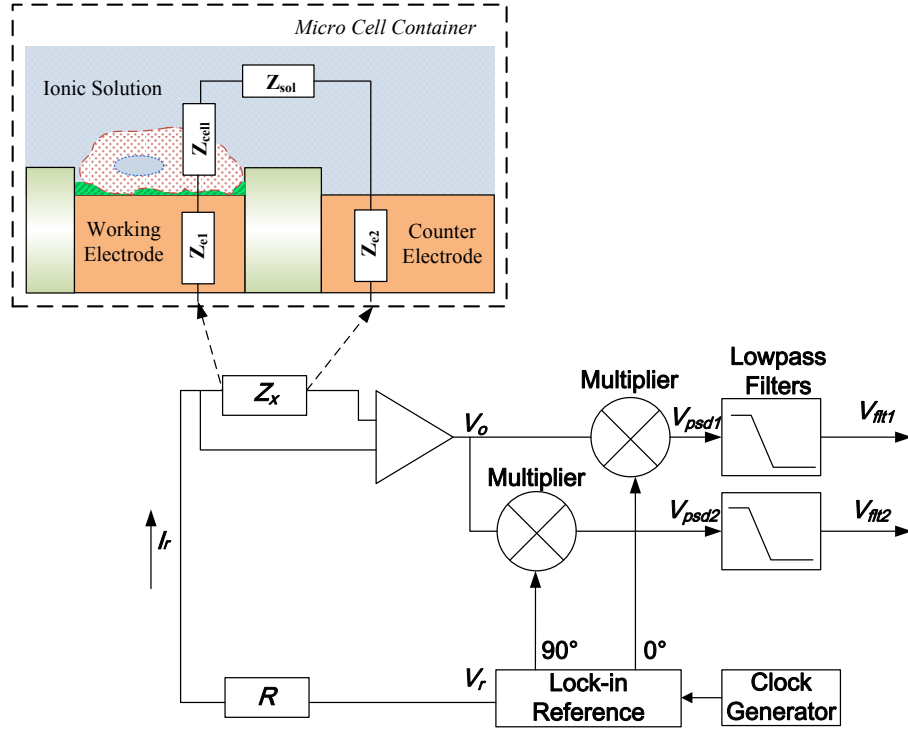 Micro Cell Container
Ionic Solution
Z_sol
Z_cell
Working
Electrode
Z_e1
Z_e2
Counter
Electrode
Z_x
Multiplier
Lowpass
Filters
V_o
V_psd1
V_flt1
Multiplier
V_psd2
V_flt2
I_r
90°
0°
V_r
R
Lock-in
Reference
Clock
Generator